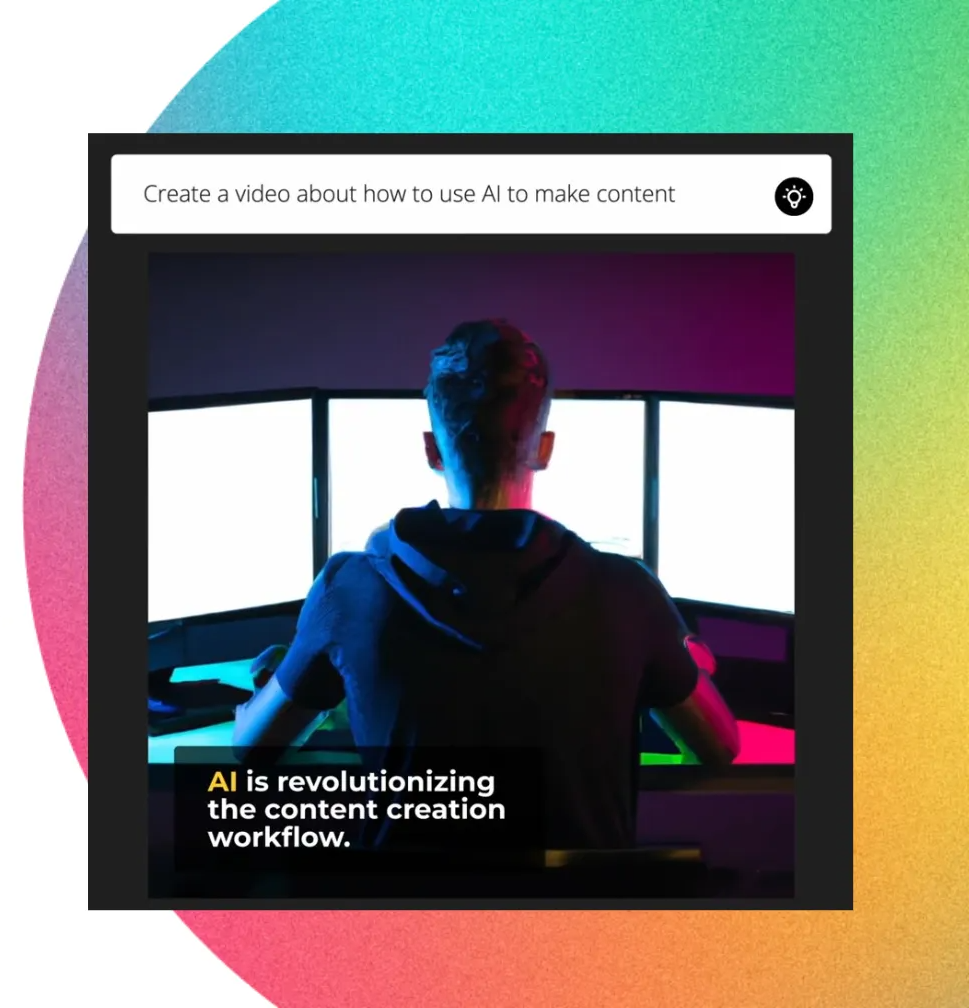 Create a video about how to use AI to make content
AI is revolutionizing
the content creation
workflow.